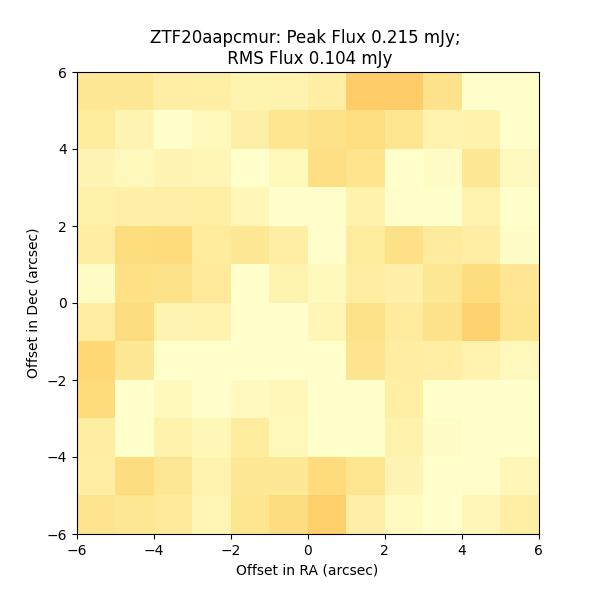 ZTF20aapcmur: Peak Flux 0.215 mJy;
RMS Flux 0.104 mJy
6
4
2
0
−2
−4
−6
Offset in Dec (arcsec)
−6 −4 −2 0 2 4 6
Offset in RA (arcsec)